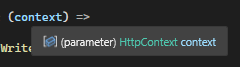 (context) =>
(parameter) HttpContext context
Write